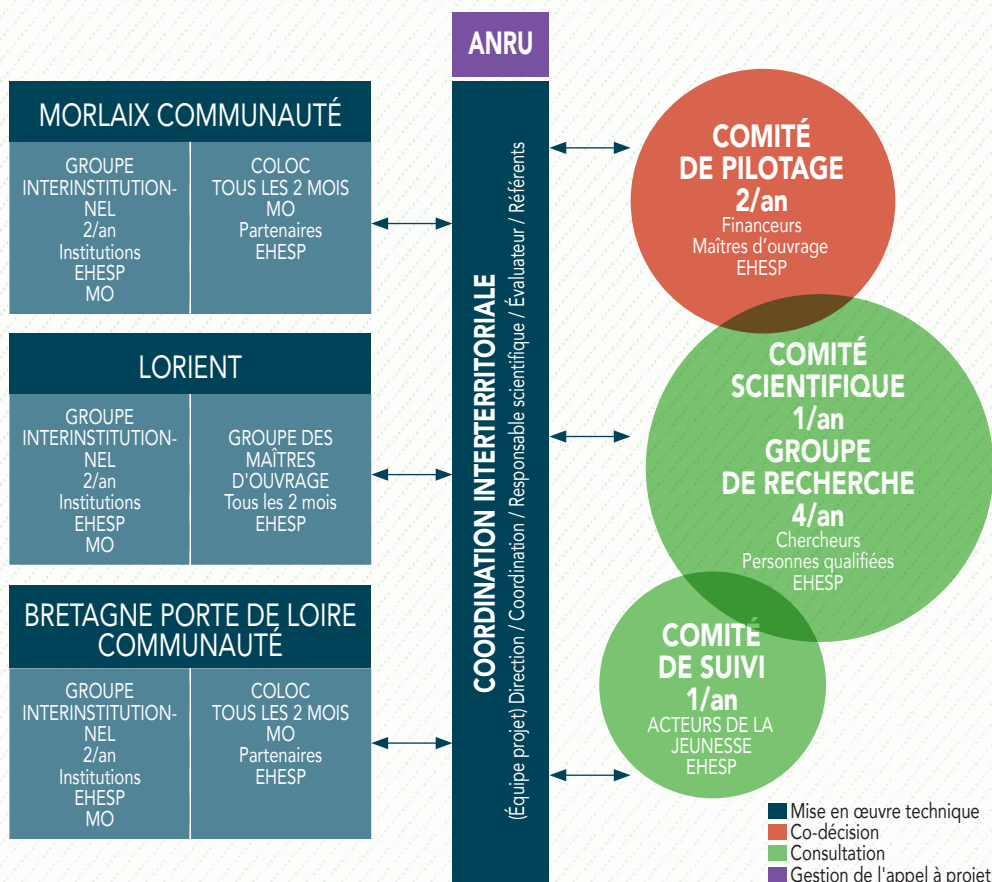 ANRU
MORLAIX COMMUNAUTÉ
GROUPE
INTERINSTITUTION-
NEL
2/an
Institutions
EHESP
MO
COLOC
TOUS LES 2 MOIS
MO
Partenaires
EHESP
LORIENT
GROUPE
INTERINSTITUTION-
NEL
2/an
Institutions
EHESP
MO
GROUPE DES
MAÎTRES
D'OUVRAGE
Tous les 2 mois
EHESP
BRETAGNE PORTE DE LOIRE
COMMUNAUTÉ
GROUPE
INTERINSTITUTION-
NEL
2/an
Institutions
EHESP
MO
COLOC
TOUS LES 2 MOIS
MO
Partenaires
EHESP
COORDINATION INTERTERRITORIALE
(Équipe projet) Direction / Coordination / Responsable scientifique / Évaluateur / Référents
COMITÉ
DE PILOTAGE
2/an
Financeurs
Maîtres d'ouvrage
EHESP
COMITÉ
SCIENTIFIQUE
1/an
GROUPE
DE RECHERCHE
4/an
Chercheurs
Personnes qualifiées
EHESP
COMITÉ
DE SUIVI
1/an
ACTEURS DE LA
JEUNESSE
EHESP
Mise en œuvre technique
Co-décision
Consultation
Gestion de l'appel à projet